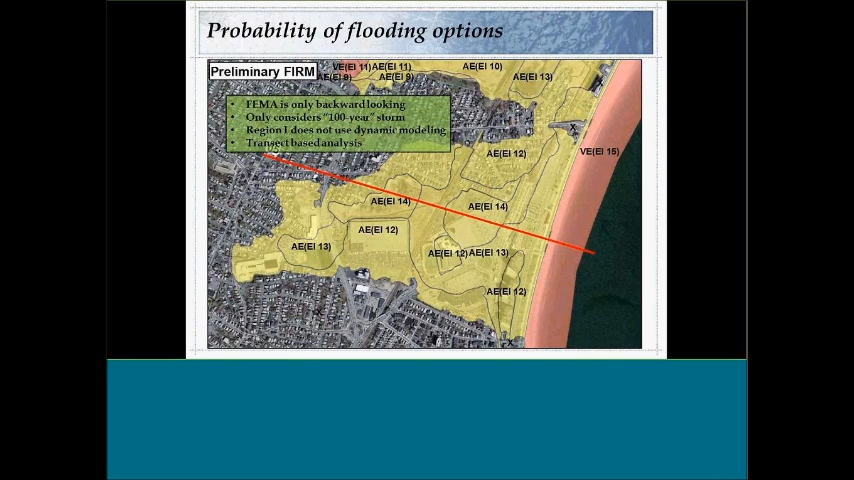 Probability of flooding options
Preliminary FIRM
VE(El 11)
AE(El 11)
AE(El 10)
AE(El 9)
AE(El 9)
AE(El 13)
• FEMA is only backward looking
• Only considers "100-year" storm
• Region I does not use dynamic modeling
• Transect based analysis
X
AE(El 12)
VE(El 15)
AE(El 14)
AE(El 14)
AE(El 12)
AE(El 13)
AE(El 12)
AE(El 13)
AE(El 12)
X
X